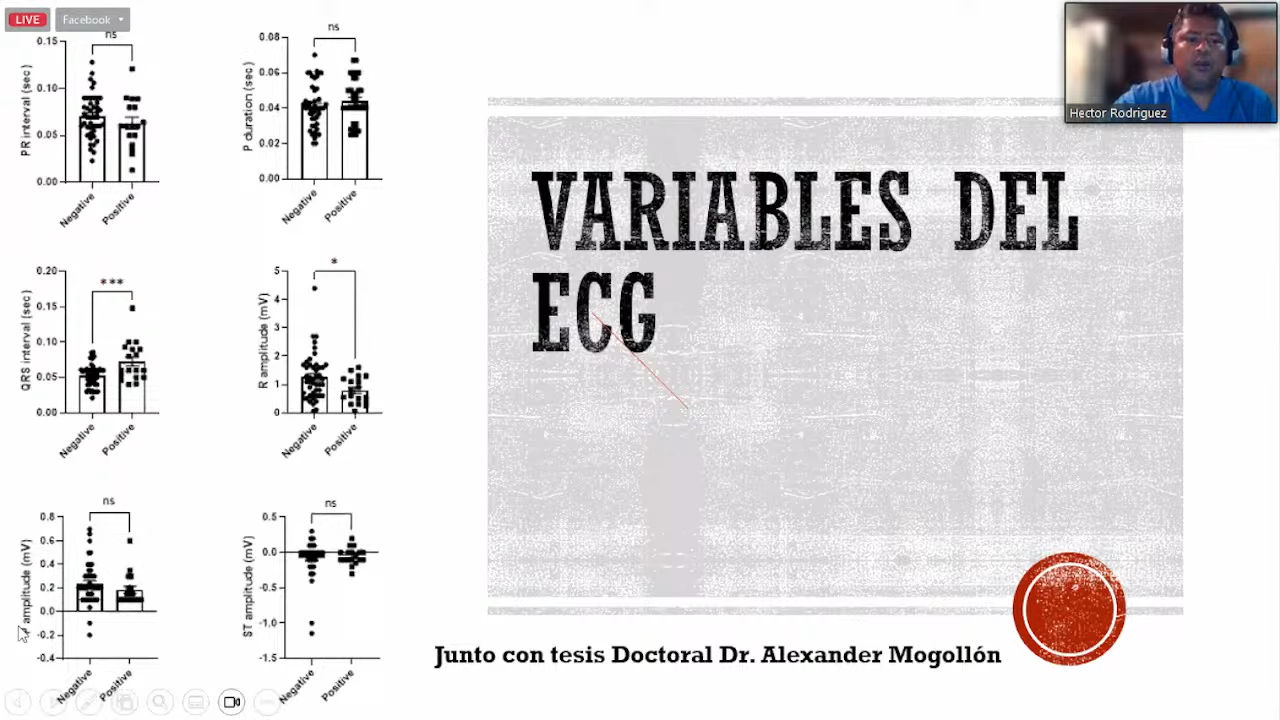 LIVE
Facebook
Hector Rodriguez
VARIABLES DEL
ECG
Junto con tesis Doctoral Dr. Alexander Mogollón
ns
PR interval (sec)
0.15
0.10
0.05
0.00
Negative
Positive
ns
P duration (sec)
0.08
0.06
0.04
0.02
0.00
Negative
Positive
***
QRS interval (sec)
0.20
0.15
0.10
0.05
0.00
Negative
Positive
*
R amplitude (mV)
5
4
3
2
1
0
Negative
Positive
ns
amplitude (mV)
0.8
0.6
0.4
0.2
0.0
-0.2
-0.4
Negative
Positive
ns
ST amplitude (mV)
0.5
0.0
-0.5
-1.0
-1.5
Negative
Positive